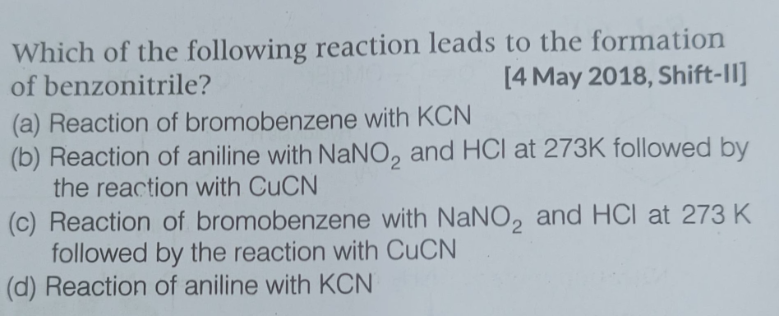 Which of the following reaction leads to the formation
of benzonitrile? [4 May 2018, Shift-II]
(a) Reaction of bromobenzene with KCN
(b) Reaction of aniline with NaNO₂ and HCl at 273K followed by
the reaction with CuCN
(c) Reaction of bromobenzene with NaNO₂ and HCl at 273 K
followed by the reaction with CuCN
(d) Reaction of aniline with KCN